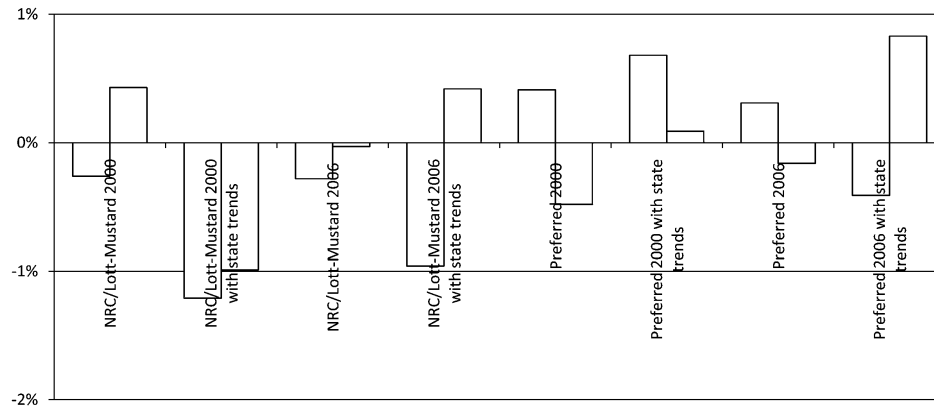 1%
0%
-1%
-2%
NRC/Lott-Mustard 2000
NRC/Lott-Mustard 2000
with state trends
NRC/Lott-Mustard 2006
NRC/Lott-Mustard 2006
with state trends
Preferred 2000
Preferred 2000 with state
trends
Preferred 2006
Preferred 2006 with state
trends